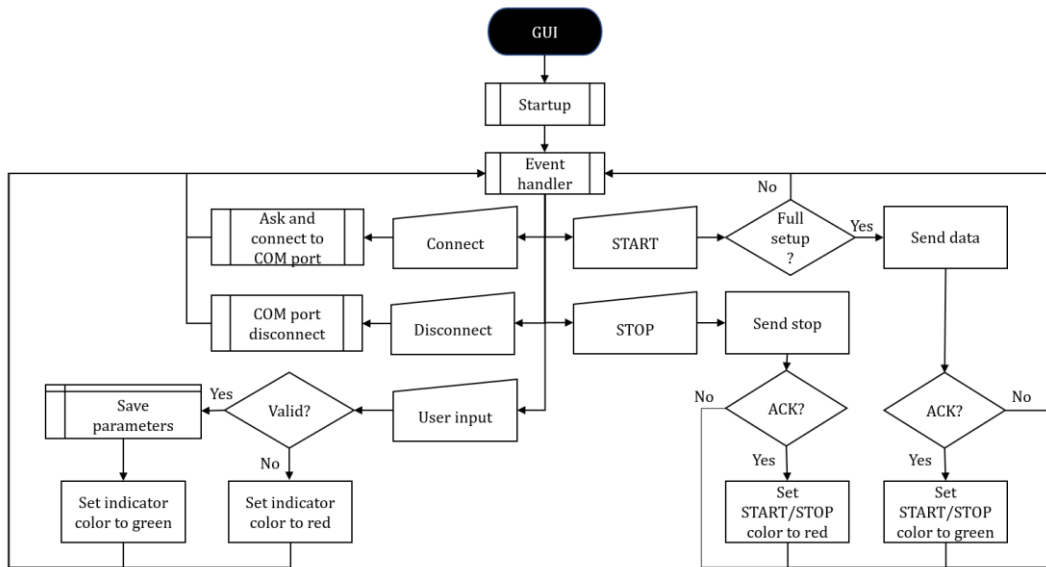 GUI
Startup
Event
handler
Ask and
connect to
COM port
Connect
START
Full
setup
?
No
Yes
Send data
COM port
disconnect
Disconnect
STOP
Send stop
Save
parameters
Yes
Valid?
User input
No
ACK?
ACK?
No
No
Yes
Yes
Set indicator
color to green
Set indicator
color to red
Set
START/STOP
color to red
Set
START/STOP
color to green